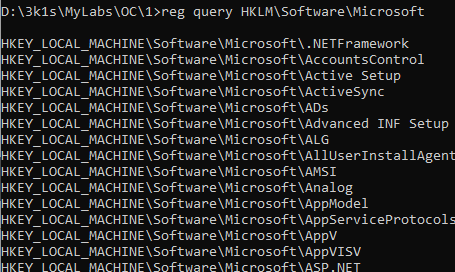 D:\3k1s\MyLabs\OC\1>reg query HKLM\Software\Microsoft
HKEY_LOCAL_MACHINE\Software\Microsoft\.NETFramework
HKEY_LOCAL_MACHINE\Software\Microsoft\AccountsControl
HKEY_LOCAL_MACHINE\Software\Microsoft\Active Setup
HKEY_LOCAL_MACHINE\Software\Microsoft\ActiveSync
HKEY_LOCAL_MACHINE\Software\Microsoft\ADs
HKEY_LOCAL_MACHINE\Software\Microsoft\Advanced INF Setup
HKEY_LOCAL_MACHINE\Software\Microsoft\ALG
HKEY_LOCAL_MACHINE\Software\Microsoft\AllUserInstallAgent
HKEY_LOCAL_MACHINE\Software\Microsoft\AMSI
HKEY_LOCAL_MACHINE\Software\Microsoft\Analog
HKEY_LOCAL_MACHINE\Software\Microsoft\AppModel
HKEY_LOCAL_MACHINE\Software\Microsoft\AppServiceProtocols
HKEY_LOCAL_MACHINE\Software\Microsoft\AppV
HKEY_LOCAL_MACHINE\Software\Microsoft\AppVISV
HKEY_LOCAL_MACHINE\Software\Microsoft\ASP.NET